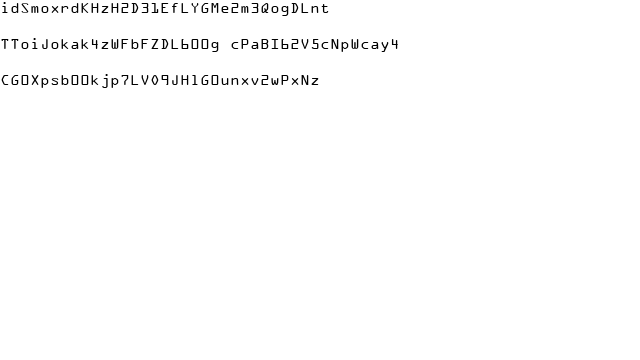 idSmoxrdKHzH2D31EfLYGMe2m3QogDLnt
TToiJokak4zWFbFZDL6OOg cPaBI62V5cNpWcay4
CGOXpsbOOkjp7LV09JH1GOunxv2wPxNz